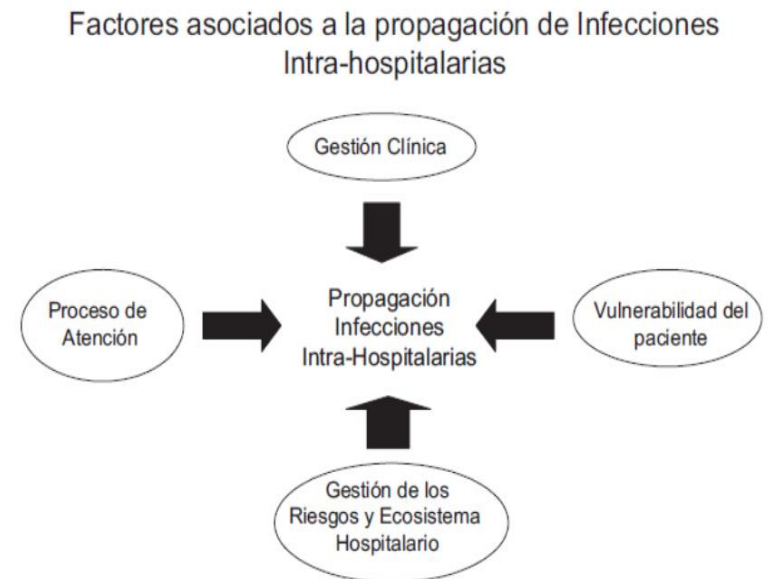 Factores asociados a la propagación de Infecciones
Intra-hospitalarias
Gestión Clínica
Proceso de
Atención
Propagación
Infecciones
Intra-Hospitalarias
Vulnerabilidad del
paciente
Gestión de los
Riesgos y Ecosistema
Hospitalario